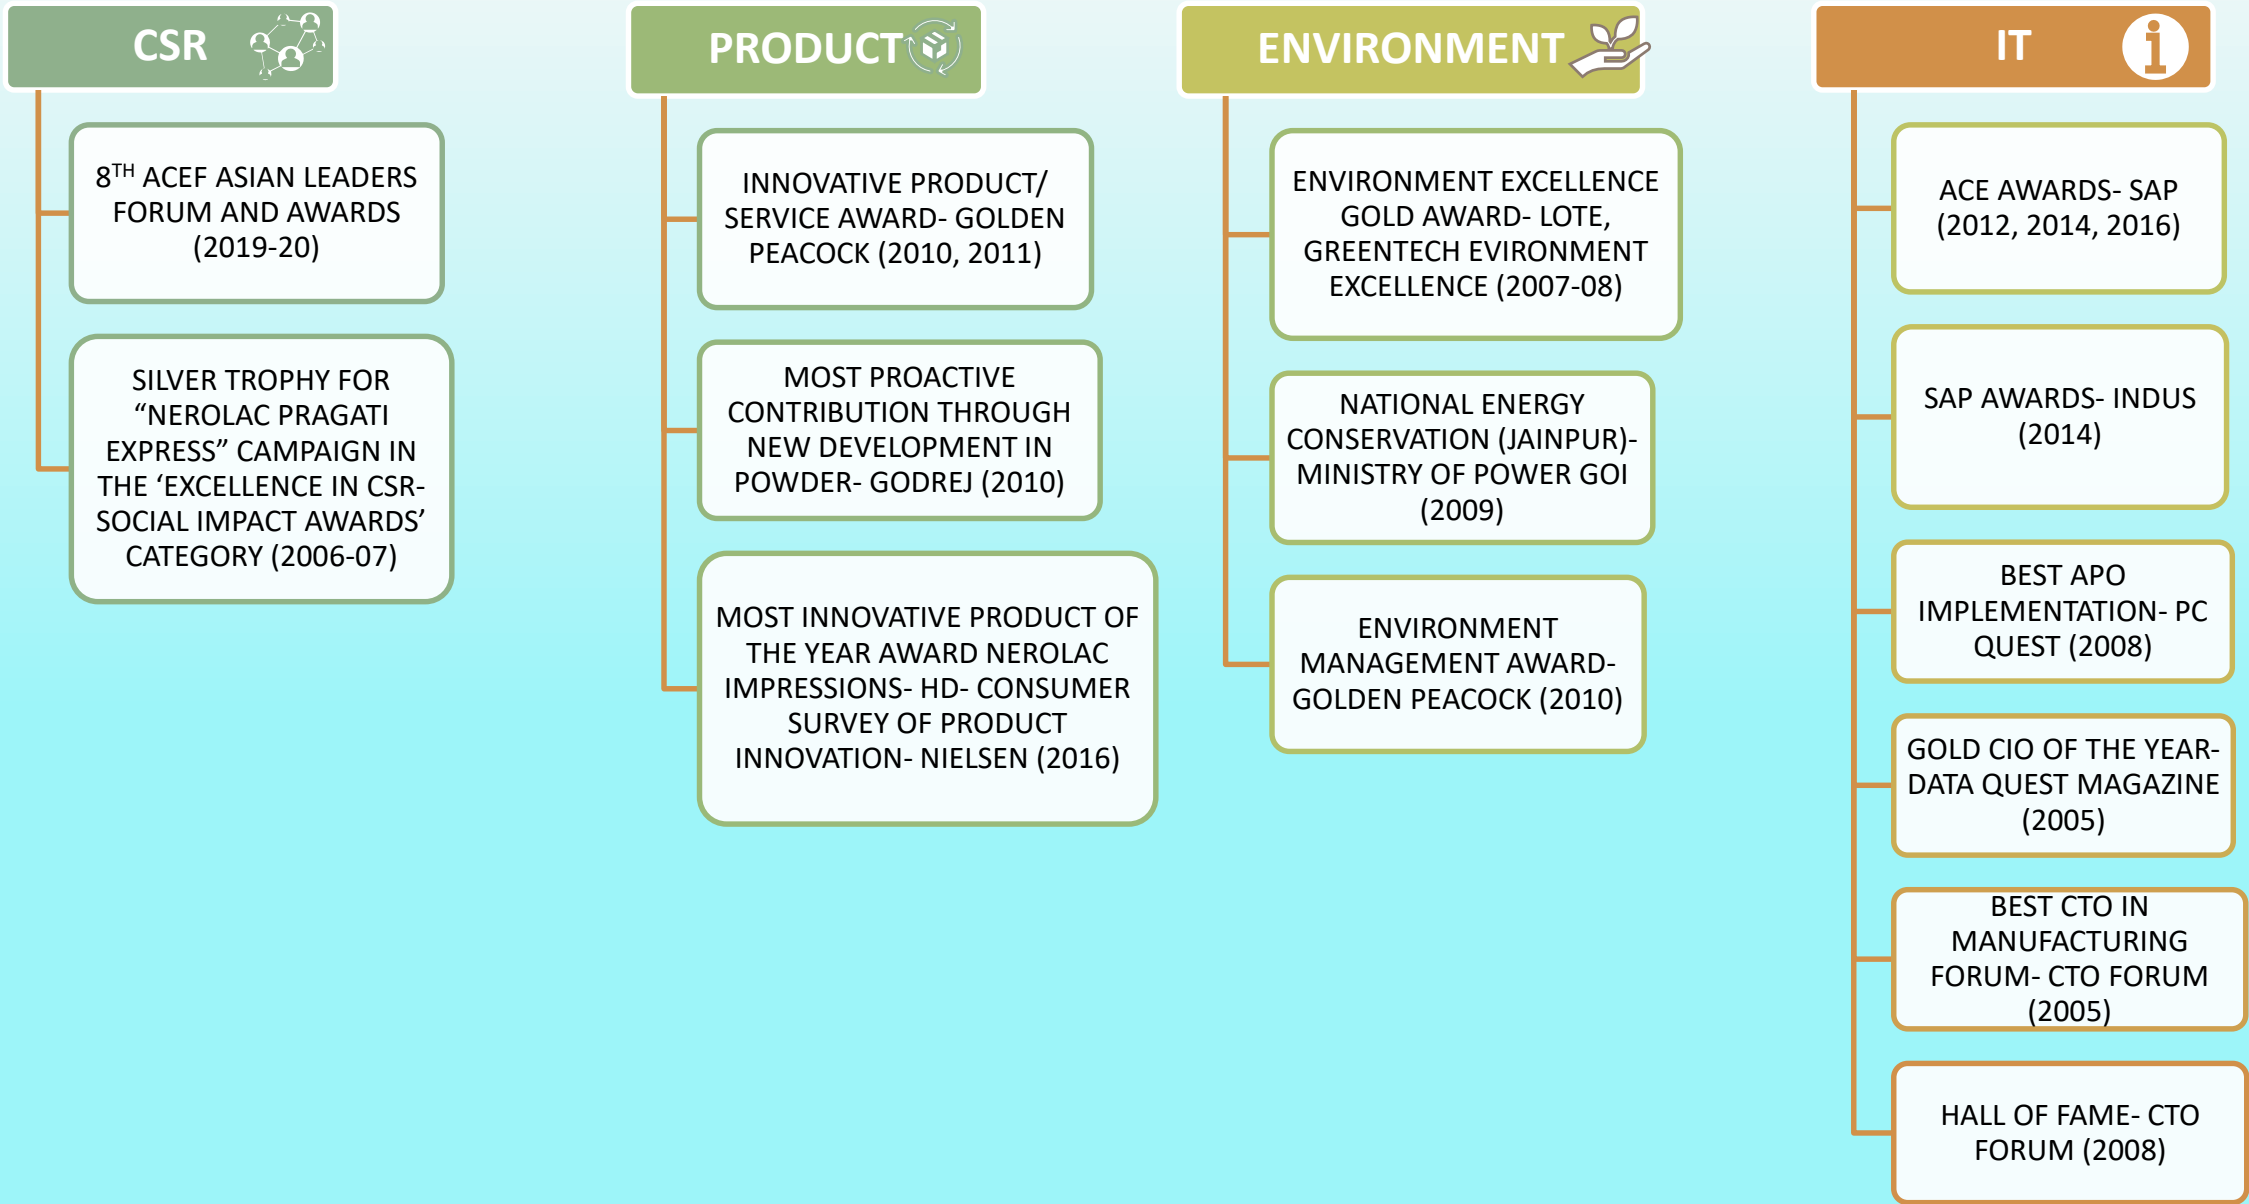 CSR
8TH ACEF ASIAN LEADERS
FORUM AND AWARDS
(2019-20)
SILVER TROPHY FOR
“NEROLAC PRAGATI
EXPRESS” CAMPAIGN IN
THE ‘EXCELLENCE IN CSR-
SOCIAL IMPACT AWARDS’
CATEGORY (2006-07)
PRODUCT
INNOVATIVE PRODUCT/
SERVICE AWARD- GOLDEN
PEACOCK (2010, 2011)
MOST PROACTIVE
CONTRIBUTION THROUGH
NEW DEVELOPMENT IN
POWDER- GODREJ (2010)
MOST INNOVATIVE PRODUCT OF
THE YEAR AWARD NEROLAC
IMPRESSIONS- HD- CONSUMER
SURVEY OF PRODUCT
INNOVATION- NIELSEN (2016)
ENVIRONMENT
ENVIRONMENT EXCELLENCE
GOLD AWARD- LOTE,
GREENTECH EVIRONMENT
EXCELLENCE (2007-08)
NATIONAL ENERGY
CONSERVATION (JAINPUR)-
MINISTRY OF POWER GOI
(2009)
ENVIRONMENT
MANAGEMENT AWARD-
GOLDEN PEACOCK (2010)
IT
ACE AWARDS- SAP
(2012, 2014, 2016)
SAP AWARDS- INDUS
(2014)
BEST APO
IMPLEMENTATION- PC
QUEST (2008)
GOLD CIO OF THE YEAR-
DATA QUEST MAGAZINE
(2005)
BEST CTO IN
MANUFACTURING
FORUM- CTO FORUM
(2005)
HALL OF FAME- CTO
FORUM (2008)